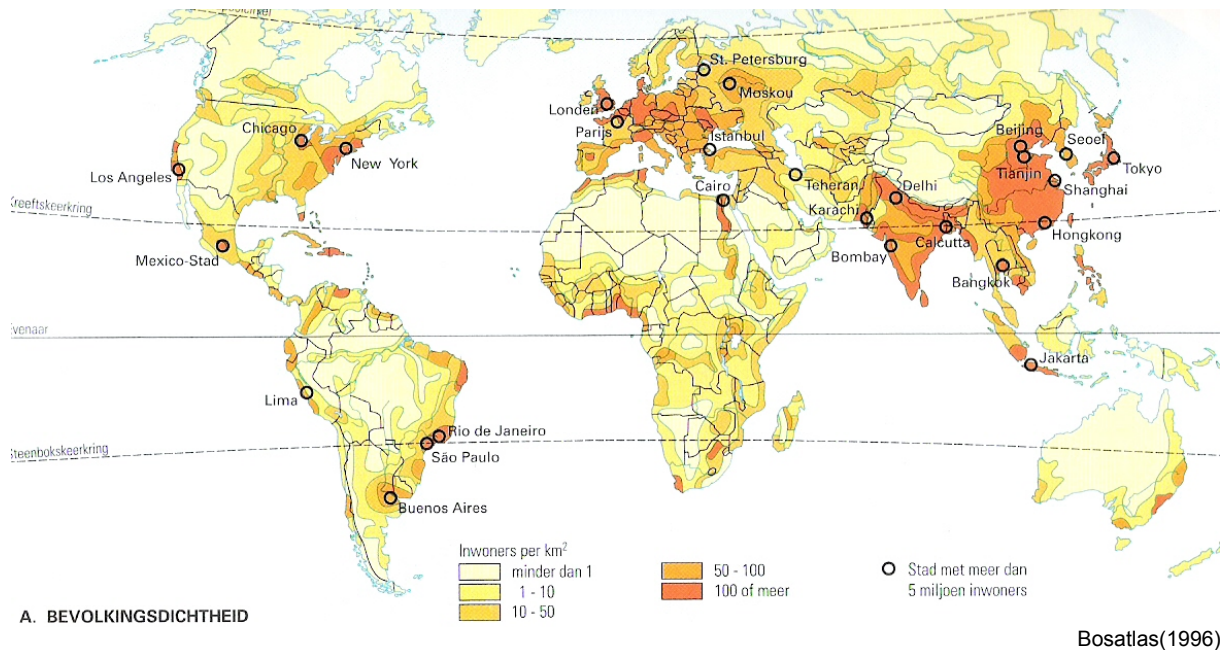 Poolcirkel
St. Petersburg
Moskou
Londen
Parijs
Istanbul
Chicago
New York
Los Angeles
Beijing
Seoel
Tianjin
Tokyo
Shanghai
Cairo
Teheran
Delhi
Karachi
Kreeftskeerkring
Hongkong
Calcutta
Mexico-Stad
Bombay
Bangkok
Evenaar
Jakarta
Lima
Rio de Janeiro
São Paulo
Steenbokskeerkring
Buenos Aires
Inwoners per km²
minder dan 1
1 - 10
10 - 50
50 - 100
100 of meer
Stad met meer dan
5 miljoen inwoners
A. BEVOLKINGSDICHTHEID
Bosatlas(1996)